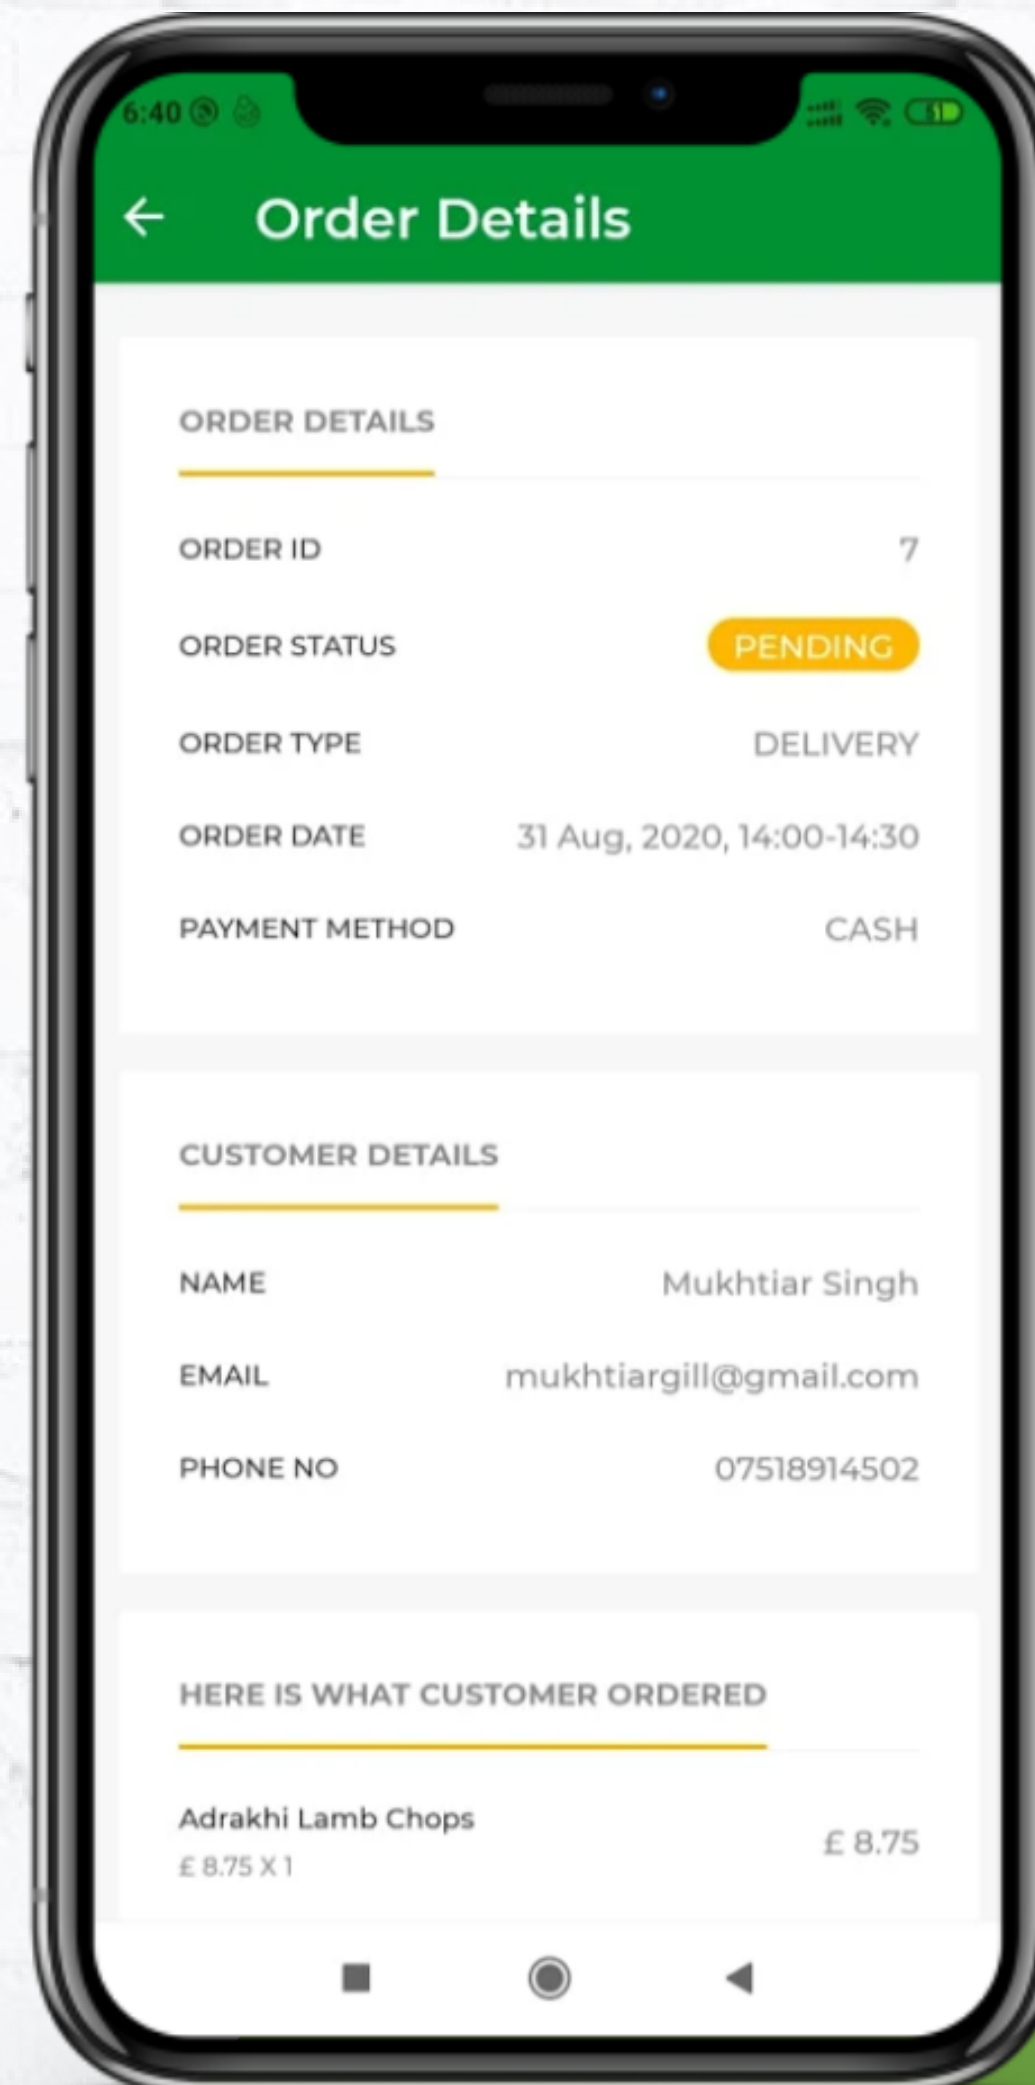 6:40
51
Order Details
ORDER DETAILS
ORDER ID 7
ORDER STATUS PENDING
ORDER TYPE DELIVERY
ORDER DATE 31 Aug, 2020, 14:00-14:30
PAYMENT METHOD CASH
CUSTOMER DETAILS
NAME Mukhtiar Singh
EMAIL mukhtiargill@gmail.com
PHONE NO 07518914502
HERE IS WHAT CUSTOMER ORDERED
Adrakhi Lamb Chops £ 8.75
£ 8.75 X 1